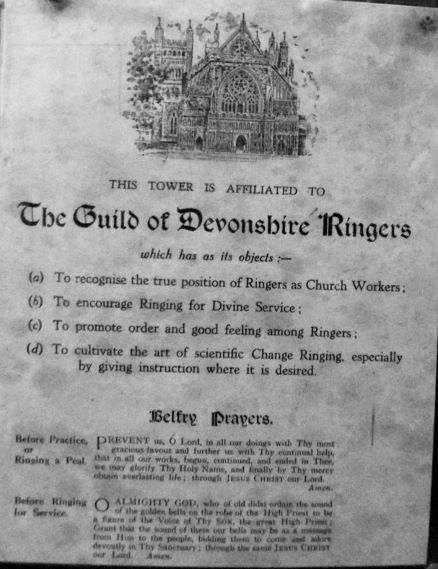 THIS TOWER IS AFFILIATED TO
The Guild of Devonshire Ringers
which has as its objects :—
(a) To recognise the true position of Ringers as Church Workers;
(b) To encourage Ringing for Divine Service;
(c) To promote order and good feeling among Ringers;
(d) To cultivate the art of scientific Change Ringing, especially
by giving instruction where it is desired.
Belfry Prayers.
Before Practice,
or
Ringing a Peal.
PREVENT us, O Lord, in all our doings with Thy most
gracious favour and further us with Thy continual help,
that in all our works, begun, continued, and ended in Thee,
we may glorify Thy Holy Name, and finally by Thy mercy
obtain everlasting life; through JESUS CHRIST our Lord.
Amen.
Before Ringing
for Service.
O ALMIGHTY GOD, who of old didst ordain the sound
of the golden bells on the robe of the High Priest to be
a figure of the Voice of Thy SON, the great High Priest;
Grant that the sound of these our bells may be as a message
from Him to the people, bidding them to come and adore
devoutly in Thy Sanctuary; through the same JESUS CHRIST
our Lord. Amen.